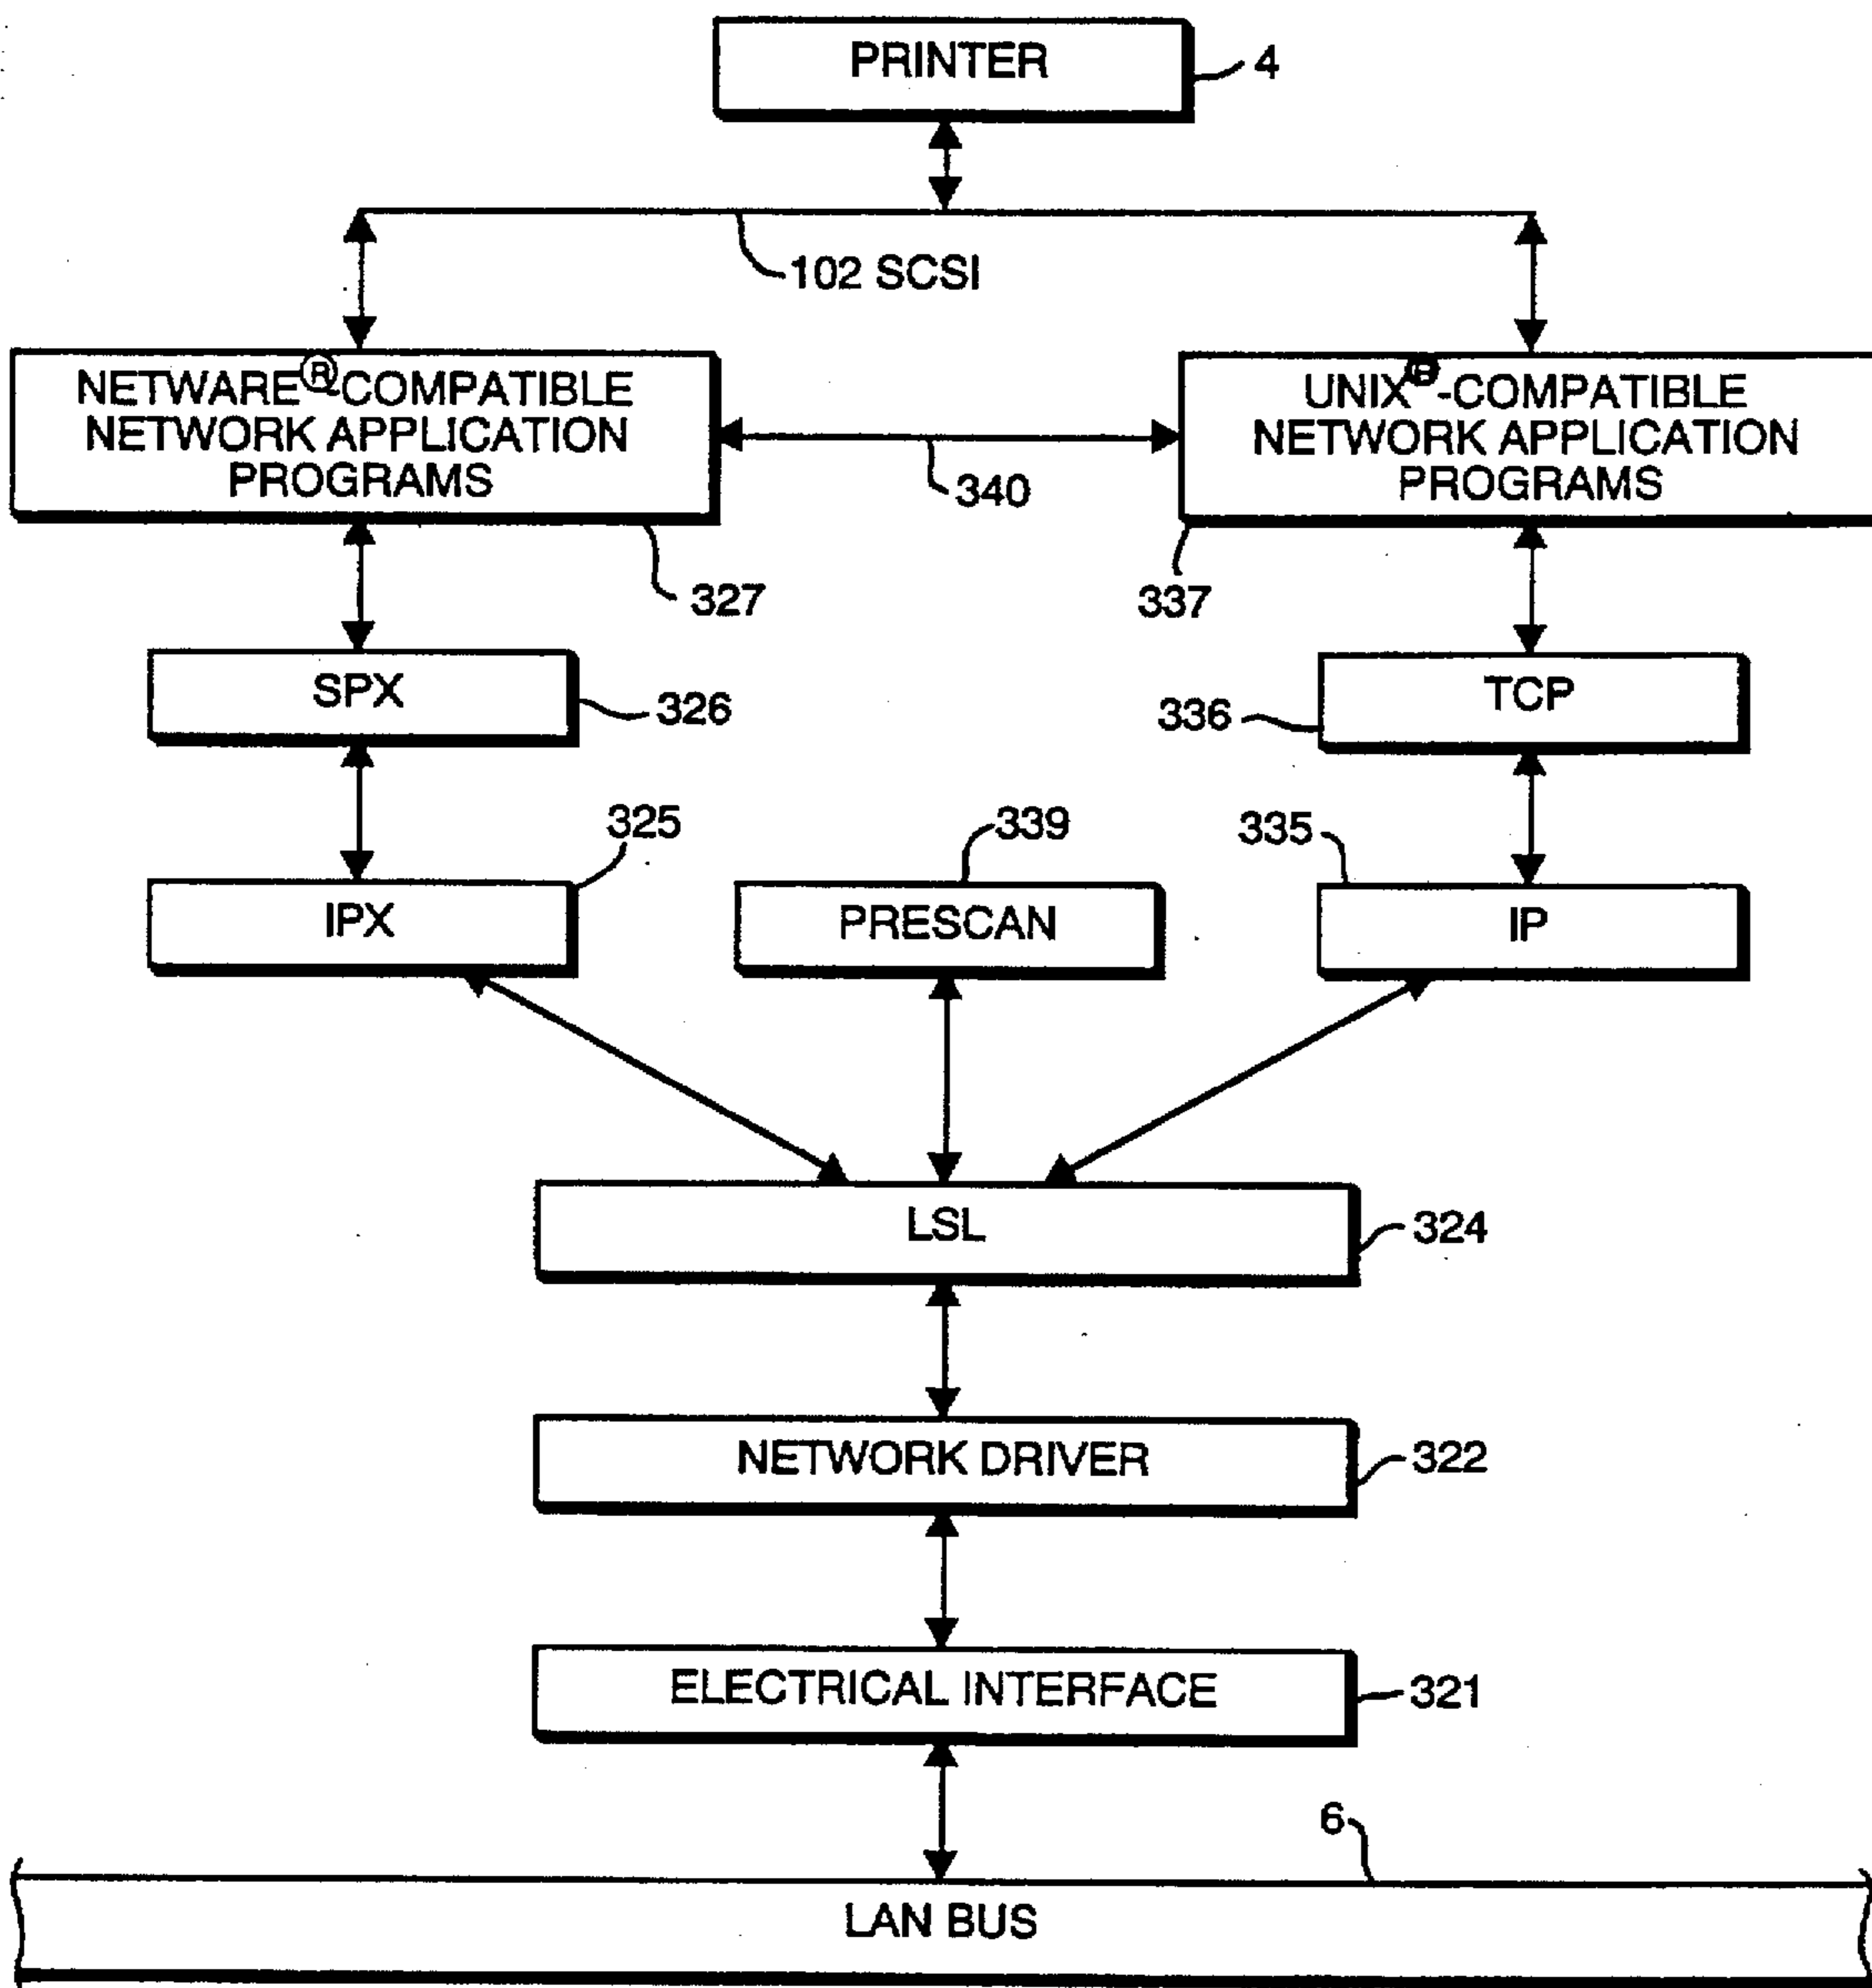 PRINTER
4
102 SCSI
NETWARE®-COMPATIBLE
NETWORK APPLICATION
PROGRAMS
UNIX®-COMPATIBLE
NETWORK APPLICATION
PROGRAMS
340
327
337
SPX
326
TCP
336
325
339
335
IPX
PRESCAN
IP
LSL
324
NETWORK DRIVER
322
ELECTRICAL INTERFACE
321
6
LAN BUS